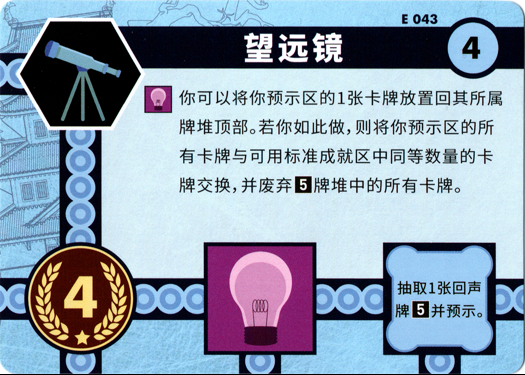 E 043
望远镜
4
你可以将你预示区的1张卡牌放置回其所属
牌堆顶部。若你如此做，则将你预示区的所
有卡牌与可用标准成就区中同等数量的卡
牌交换，并废弃5牌堆中的所有卡牌。
4
抽取1张回声
牌5并预示。